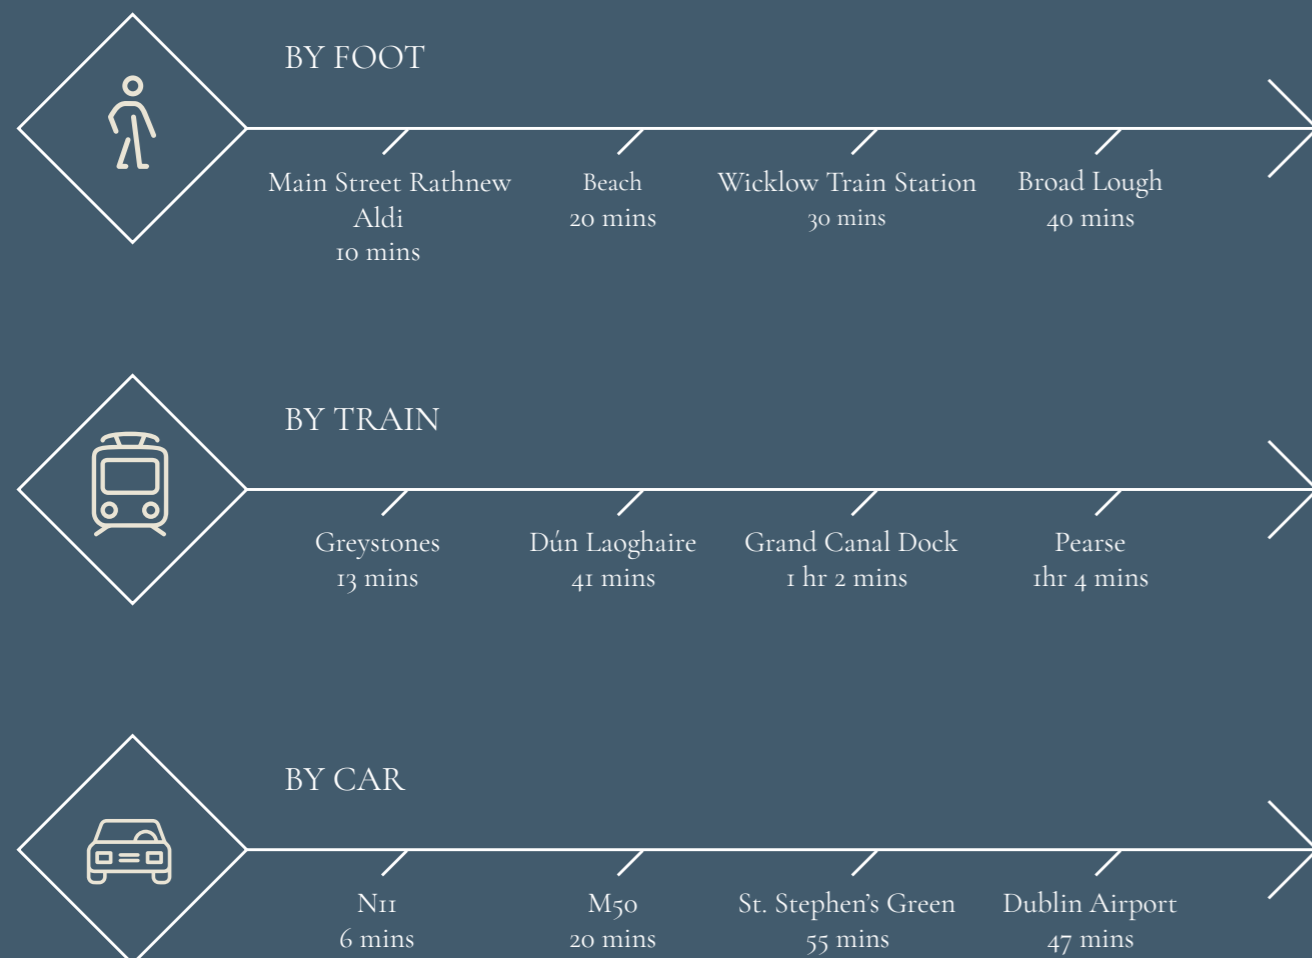 BY FOOT
Main Street Rathnew
Aldi
10 mins
Beach
20 mins
Wicklow Train Station
30 mins
Broad Lough
40 mins
BY TRAIN
Greystones
13 mins
Dún Laoghaire
41 mins
Grand Canal Dock
1 hr 2 mins
Pearse
1hr 4 mins
BY CAR
N11
6 mins
M50
20 mins
St. Stephen’s Green
55 mins
Dublin Airport
47 mins